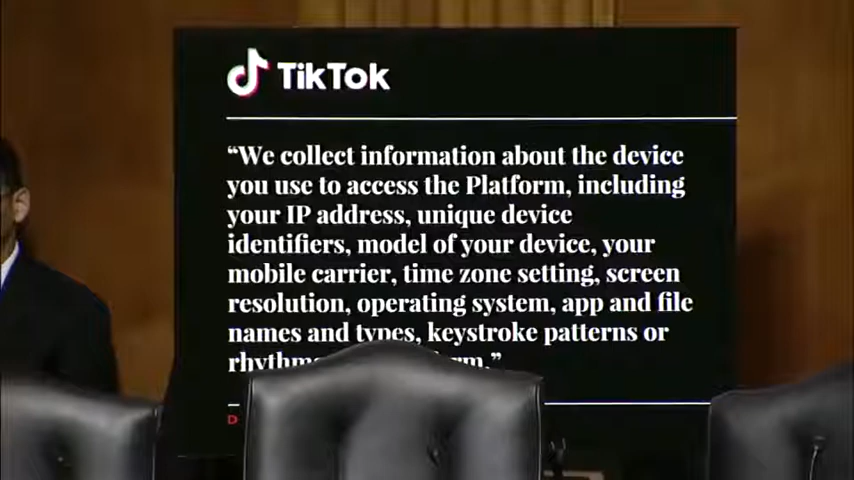 TikTok
“We collect information about the device
you use to access the Platform, including
your IP address, unique device
identifiers, model of your device, your
mobile carrier, time zone setting, screen
resolution, operating system, app and file
names and types, keystroke patterns or